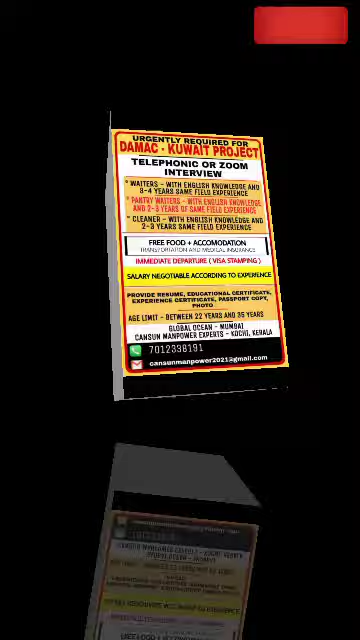 URGENTLY REQUIRED FOR
DAMAC - KUWAIT PROJECT
TELEPHONIC OR ZOOM
INTERVIEW
* WAITERS - WITH ENGLISH KNOWLEDGE AND
3-4 YEARS SAME FIELD EXPERIENCE
* PANTRY WAITERS - WITH ENGLISH KNOWLEDGE
AND 2-3 YEARS OF SAME FIELD EXPERIENCE
* CLEANER - WITH ENGLISH KNOWLEDGE AND
2-3 YEARS SAME FIELD EXPERIENCE
FREE FOOD + ACCOMODATION
TRANSPORTATION AND MEDICAL INSURANCE
IMMEDIATE DEPARTURE ( VISA STAMPING )
SALARY NEGOTIABLE ACCORDING TO EXPERIENCE
PROVIDE RESUME, EDUCATIONAL CERTIFICATE,
EXPERIENCE CERTIFICATE, PASSPORT COPY,
PHOTO
AGE LIMIT - BETWEEN 22 YEARS AND 35 YEARS
GLOBAL OCEAN - MUMBAI
CANSUN MANPOWER EXPERTS - KOCHI, KERALA
7012338191
cansunmanpower2021@gmail.com